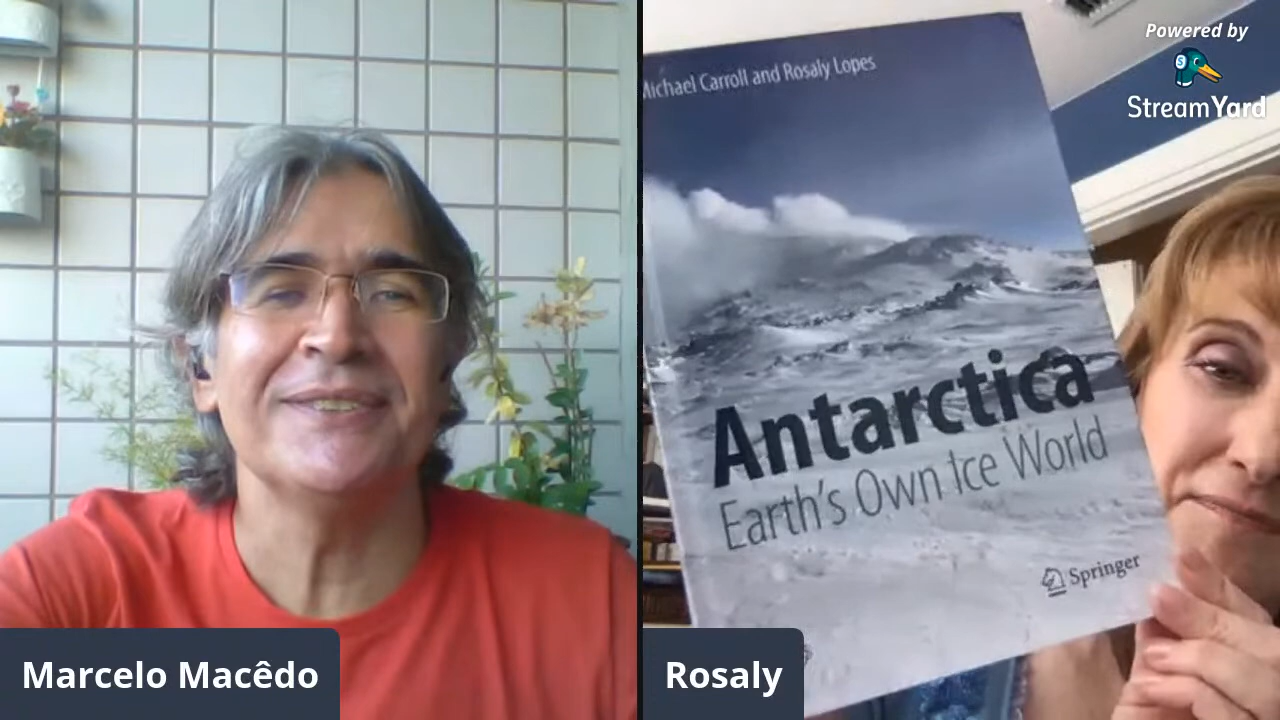 Michael Carroll and Rosaly Lopes
Antarctica
Earth's Own Ice World
Springer
Powered by
StreamYard
Marcelo Macêdo
Rosaly